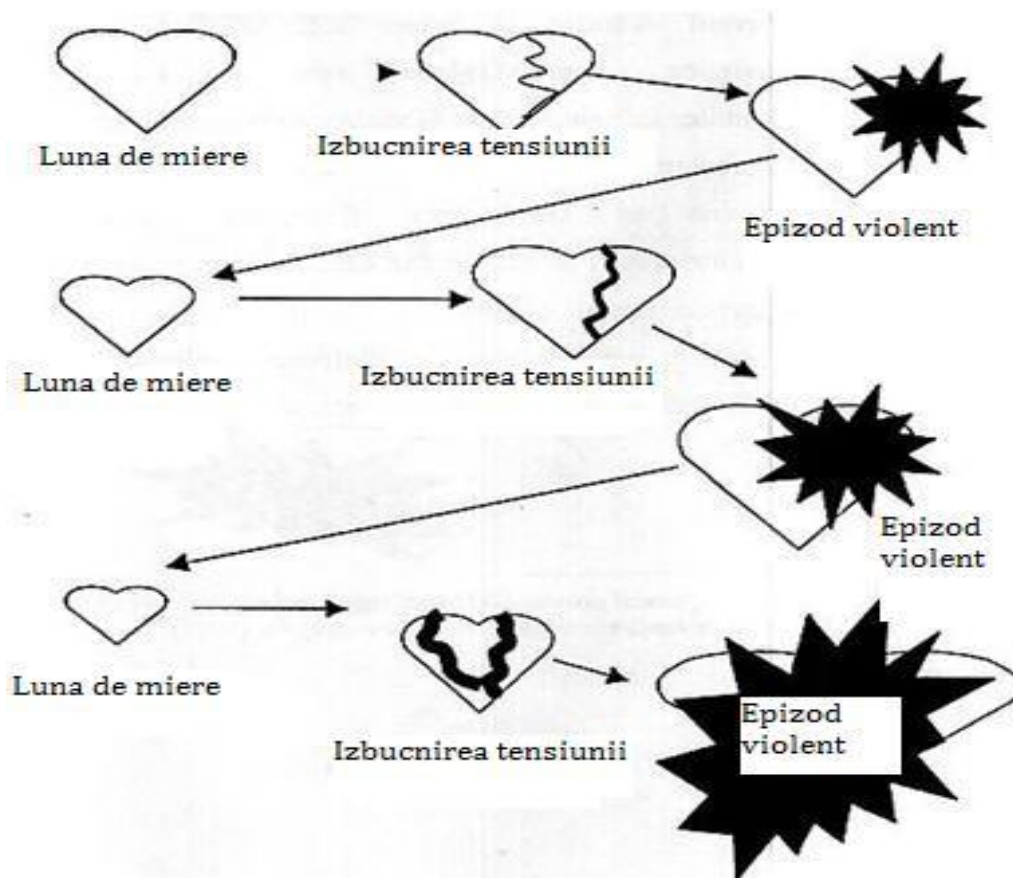 Luna de miere
Izbucnirea tensiunii
Epizod violent
Luna de miere
Izbucnirea tensiunii
Epizod
violent
Luna de miere
Izbucnirea tensiunii
Epizod
violent